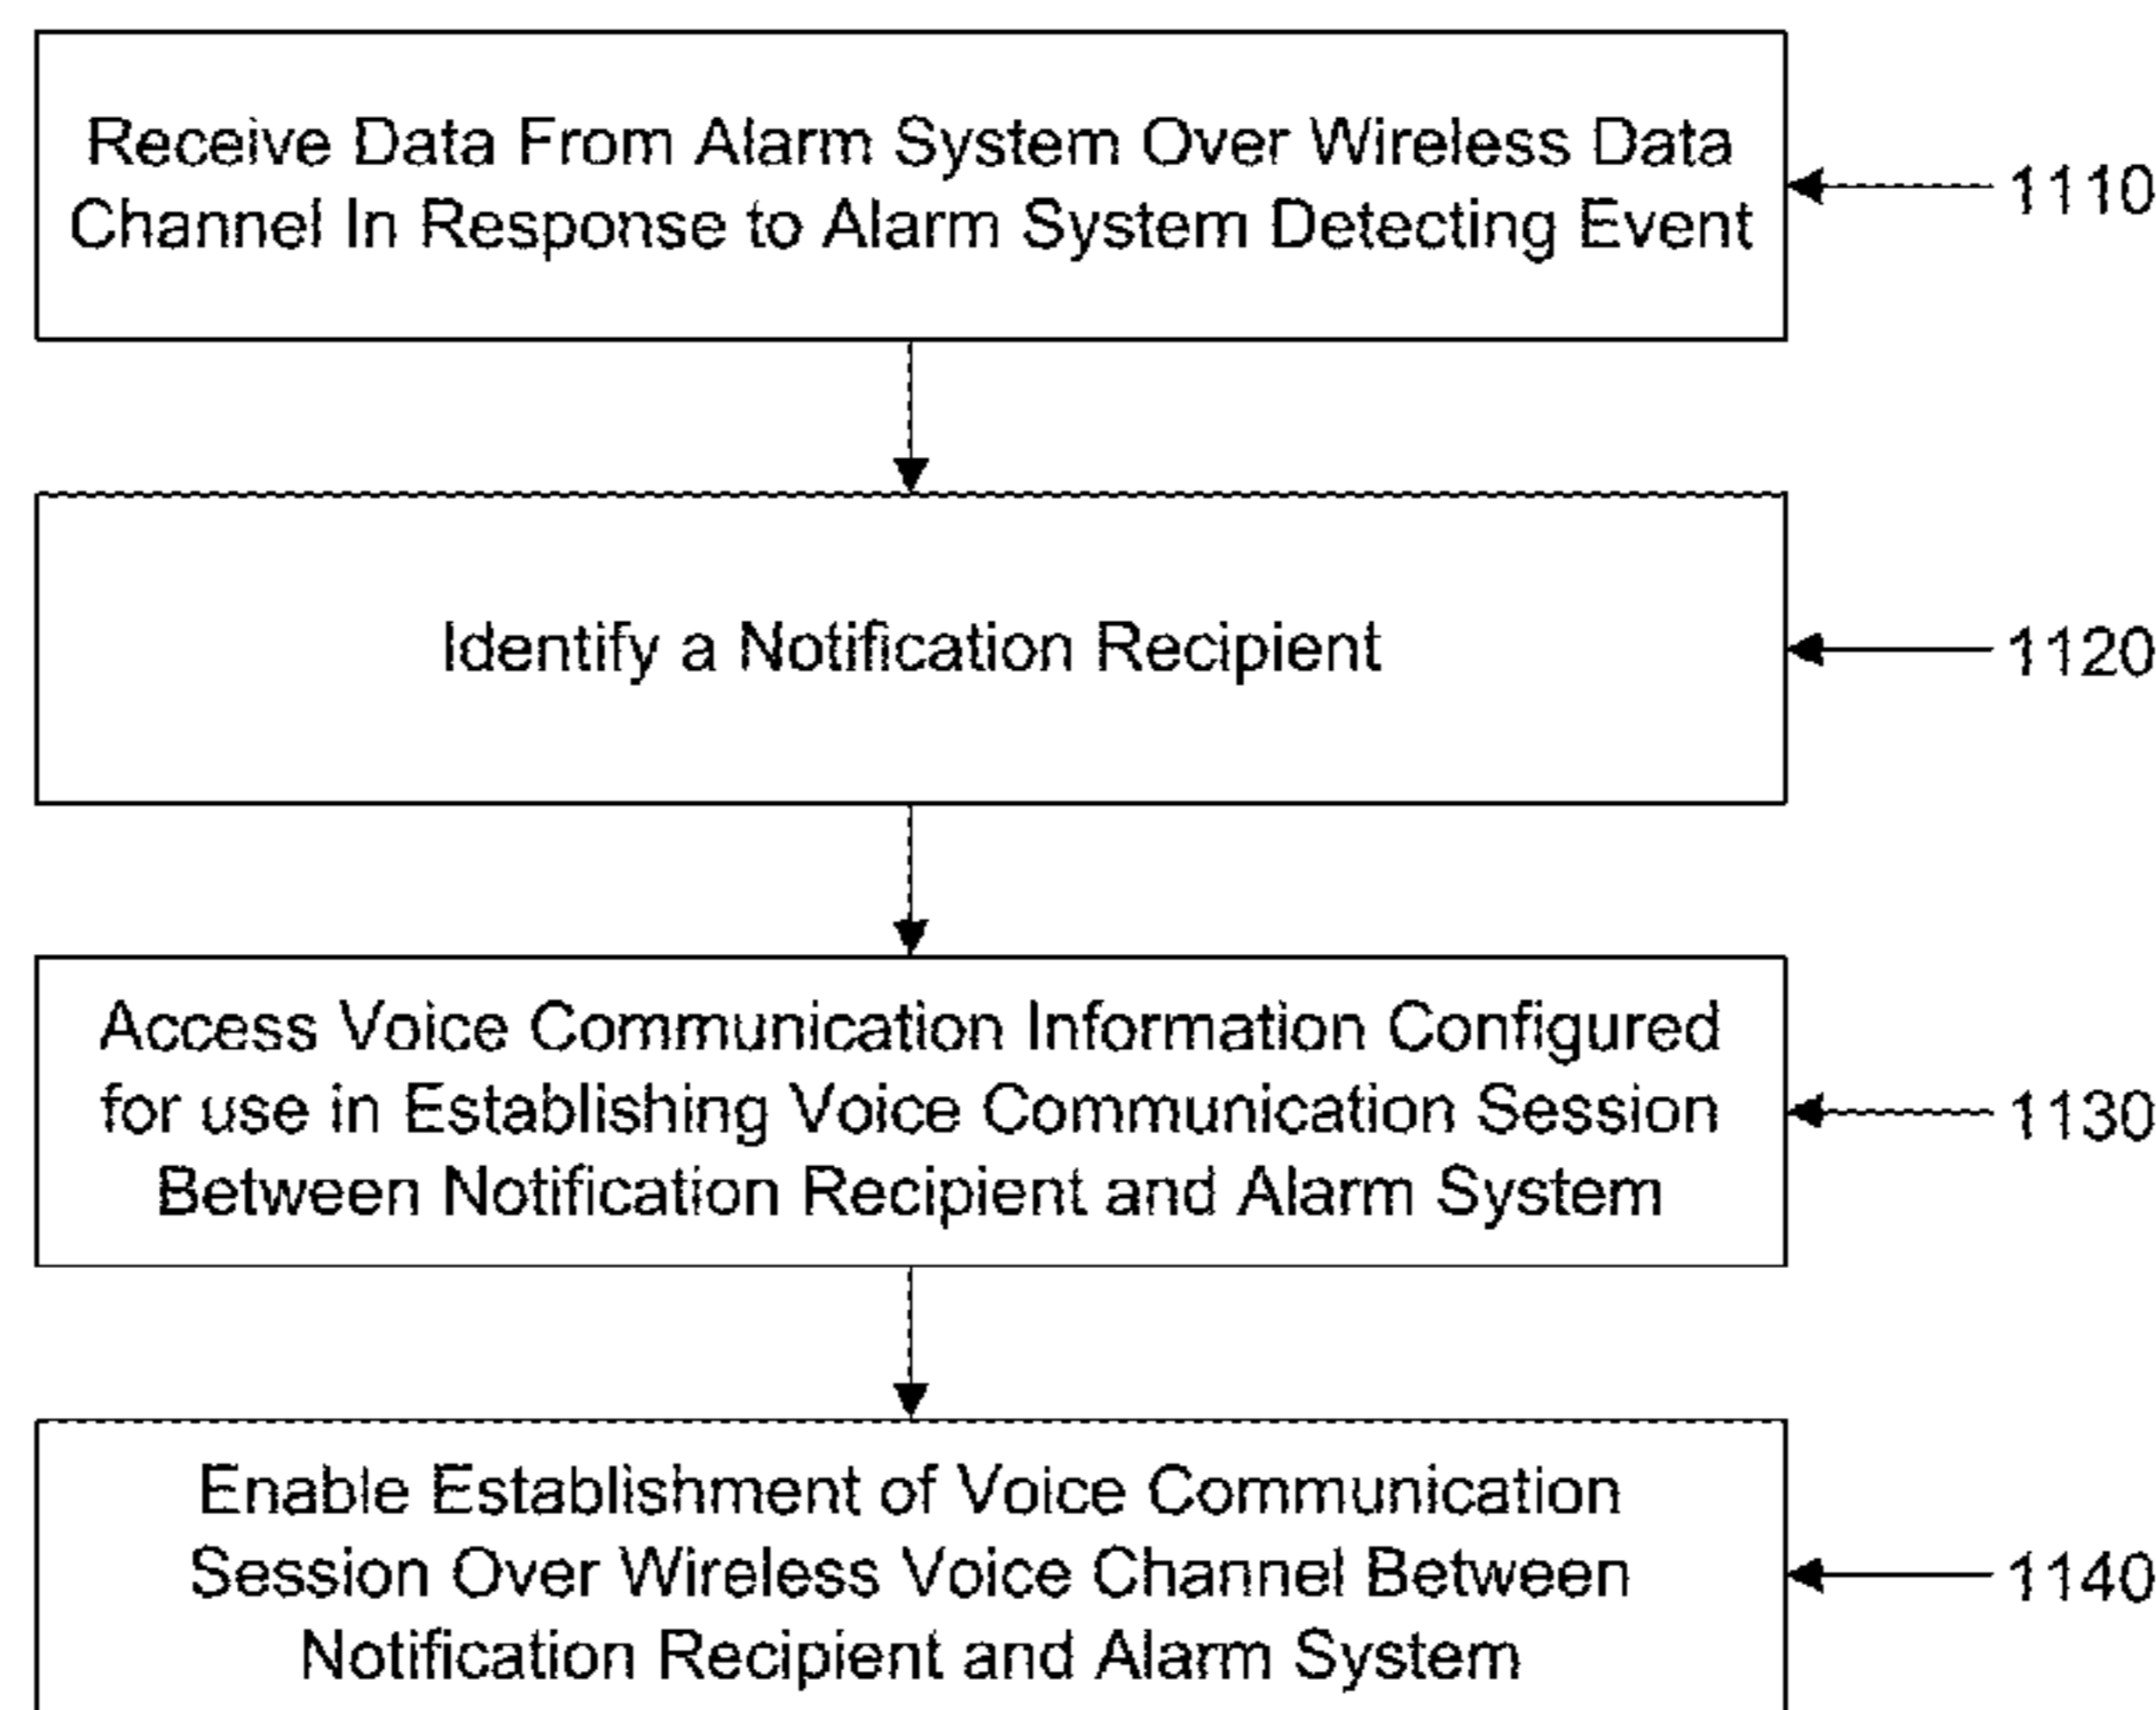 Receive Data From Alarm System Over Wireless Data
Channel In Response to Alarm System Detecting Event
1110
Identify a Notification Recipient
1120
Access Voice Communication Information Configured
for use in Establishing Voice Communication Session
Between Notification Recipient and Alarm System
1130
Enable Establishment of Voice Communication
Session Over Wireless Voice Channel Between
Notification Recipient and Alarm System
1140